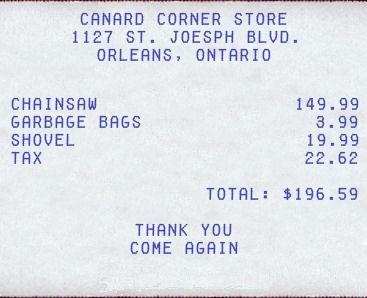 CANARD CORNER STORE
1127 ST. JOESPH BLVD.
ORLEANS, ONTARIO
CHAINSAW 149.99
GARBAGE BAGS 3.99
SHOVEL 19.99
TAX 22.62
TOTAL: $196.59
THANK YOU
COME AGAIN